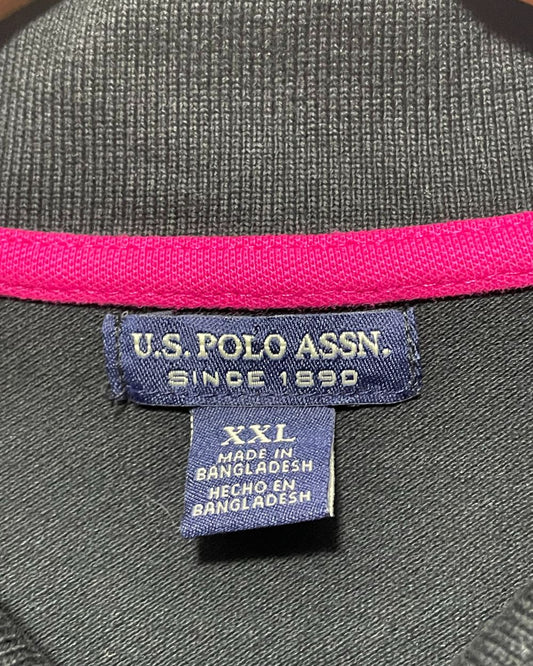 U.S. POLO ASSN.
SINCE 1890
XXL
MADE IN
BANGLADESH
HECHO EN
BANGLADESH